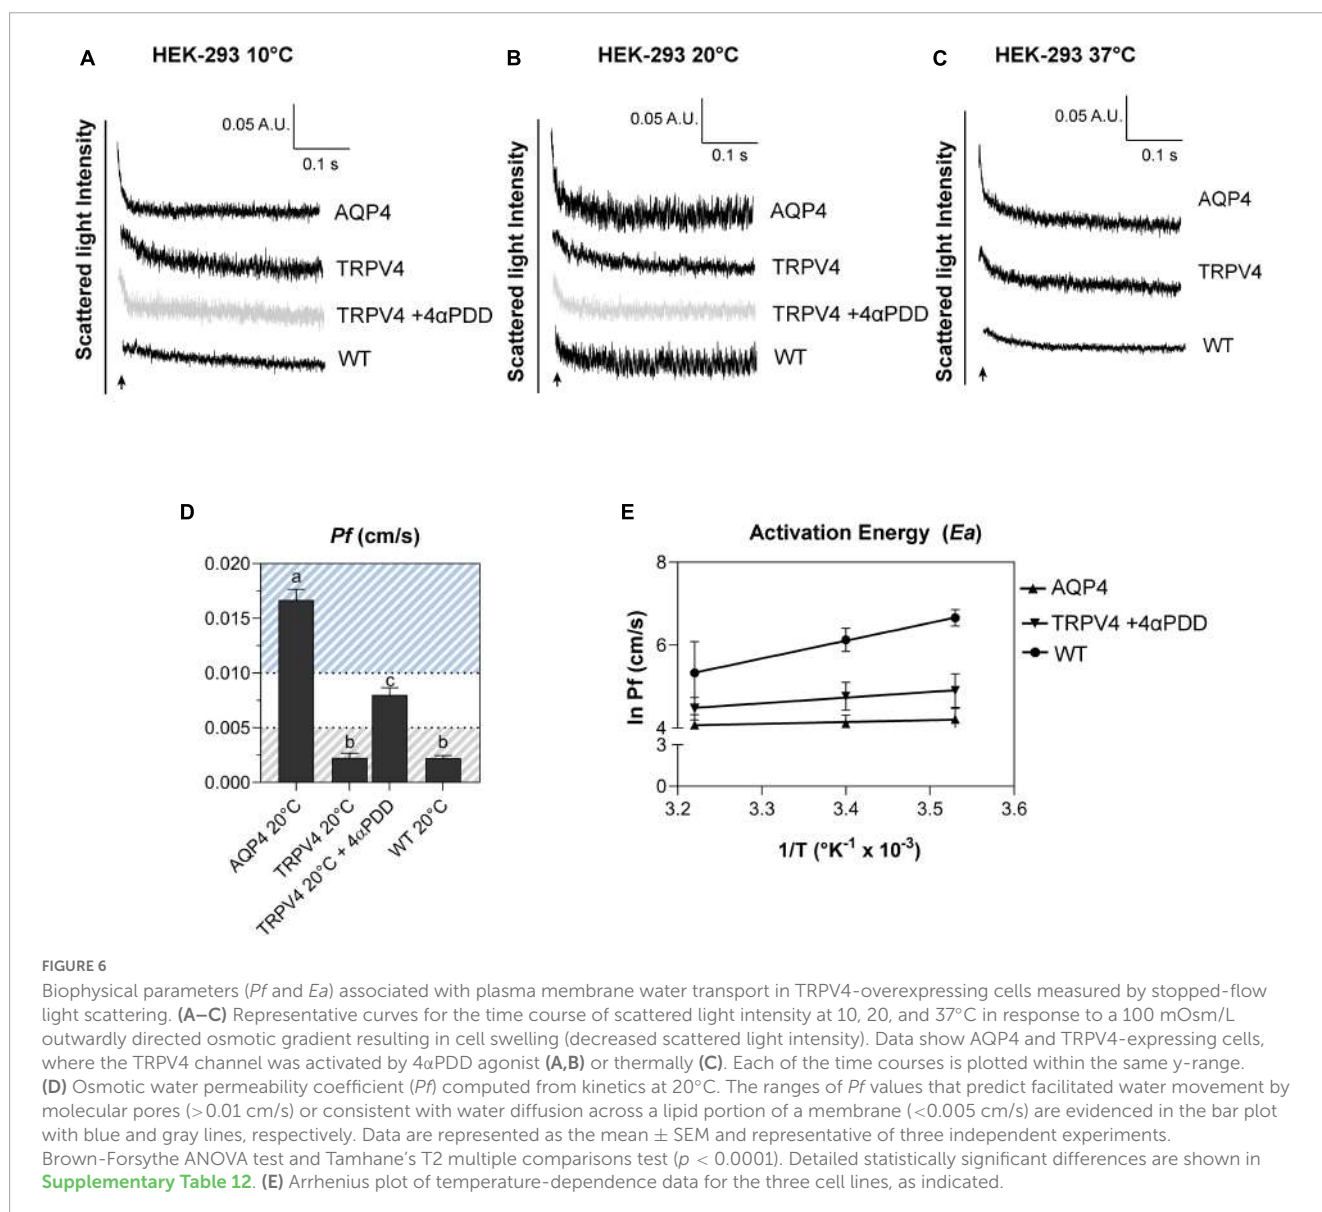 A HEK-293 10°C
Scattered light Intensity
0.05 A.U.
0.1 s
AQP4
TRPV4
TRPV4 +4αPDD
WT
B HEK-293 20°C
Scattered light Intensity
0.05 A.U.
0.1 s
AQP4
TRPV4
TRPV4 +4αPDD
WT
C HEK-293 37°C
Scattered light Intensity
0.05 A.U.
0.1 s
AQP4
TRPV4
WT
D
Pf (cm/s)
0.020
0.015
0.010
0.005
0.000
a
b
c
b
AQP4 20°C
TRPV4 20°C
TRPV4 20°C + 4αPDD
WT 20°C
E
Activation Energy (Ea)
ln Pf (cm/s)
8
6
4
3
0
3.2 3.3 3.4 3.5 3.6
1/T (°K-1 x 10-3)
AQP4
TRPV4 +4αPDD
WT
FIGURE 6
Biophysical parameters (Pf and Ea) associated with plasma membrane water transport in TRPV4-overexpressing cells measured by stopped-flow
light scattering. (A–C) Representative curves for the time course of scattered light intensity at 10, 20, and 37°C in response to a 100 mOsm/L
outwardly directed osmotic gradient resulting in cell swelling (decreased scattered light intensity). Data show AQP4 and TRPV4-expressing cells,
where the TRPV4 channel was activated by 4αPDD agonist (A,B) or thermally (C). Each of the time courses is plotted within the same y-range.
(D) Osmotic water permeability coefficient (Pf) computed from kinetics at 20°C. The ranges of Pf values that predict facilitated water movement by
molecular pores (>0.01 cm/s) or consistent with water diffusion across a lipid portion of a membrane (<0.005 cm/s) are evidenced in the bar plot
with blue and gray lines, respectively. Data are represented as the mean ± SEM and representative of three independent experiments.
Brown-Forsythe ANOVA test and Tamhane's T2 multiple comparisons test (p < 0.0001). Detailed statistically significant differences are shown in
Supplementary Table 12. (E) Arrhenius plot of temperature-dependence data for the three cell lines, as indicated.